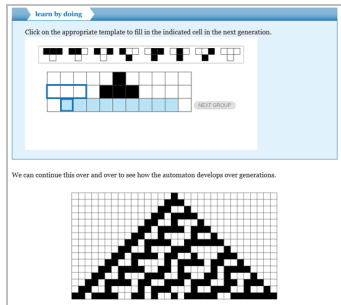 learn by doing
Click on the appropriate template to fill in the indicated cell in the next generation.
NEXT GROUP
We can continue this over and over to see how the automaton develops over generations.